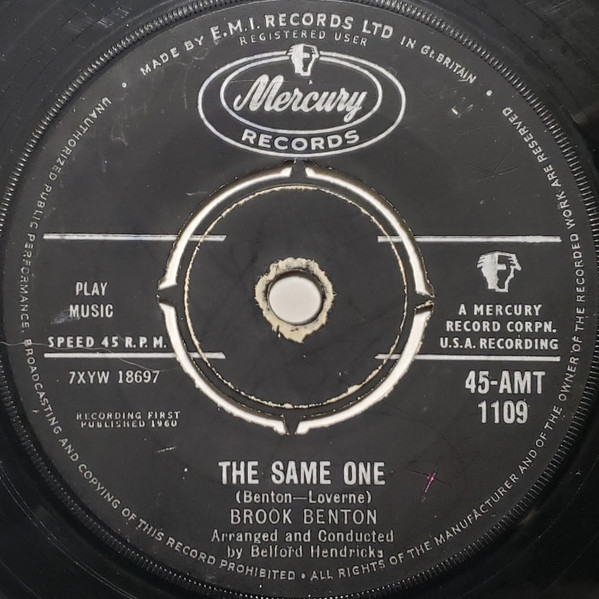 MADE BY E.M.I. RECORDS LTD IN GT.BRITAIN
REGISTERED USER
Mercury
RECORDS
PLAY
MUSIC
SPEED 45 R.P.M.
A MERCURY
RECORD CORPN.
U.S.A. RECORDING
7XYW 18697
45-AMT
1109
RECORDING FIRST
PUBLISHED 1960
THE SAME ONE
(Benton—Loverne)
BROOK BENTON
Arranged and Conducted
by Belford Hendricks
UNAUTHORIZED PUBLIC PERFORMANCE, BROADCASTING AND COPYING OF THIS RECORD PROHIBITED • ALL RIGHTS OF THE MANUFACTURER AND OF THE OWNER OF THE RECORDED WORK ARE RESERVED